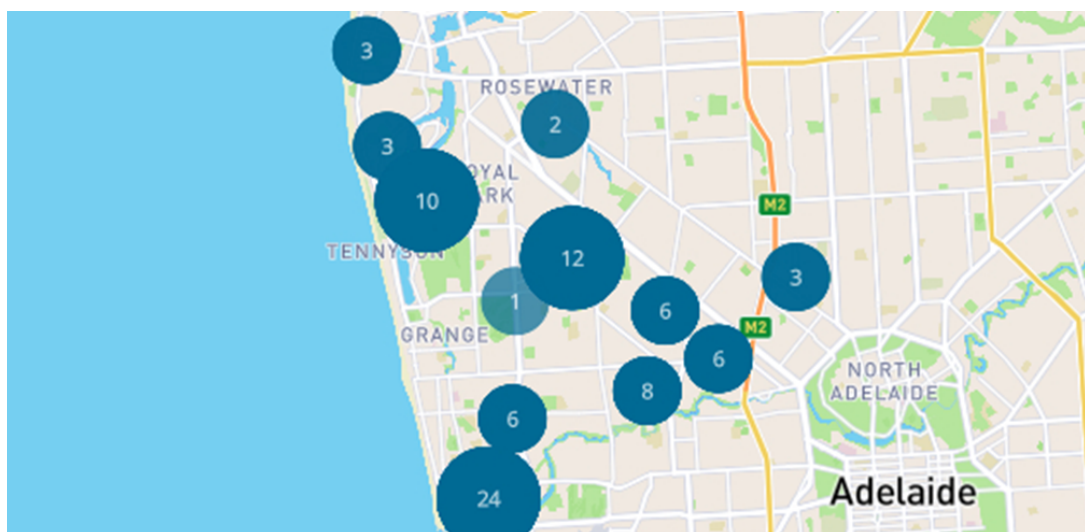 3
ROSEWATER
2
3
OYAL
ARK
10
M2
TENNYSON
12
3
1
6
M2
GRANGE
6
NORTH
ADELAIDE
8
6
24
Adelaide